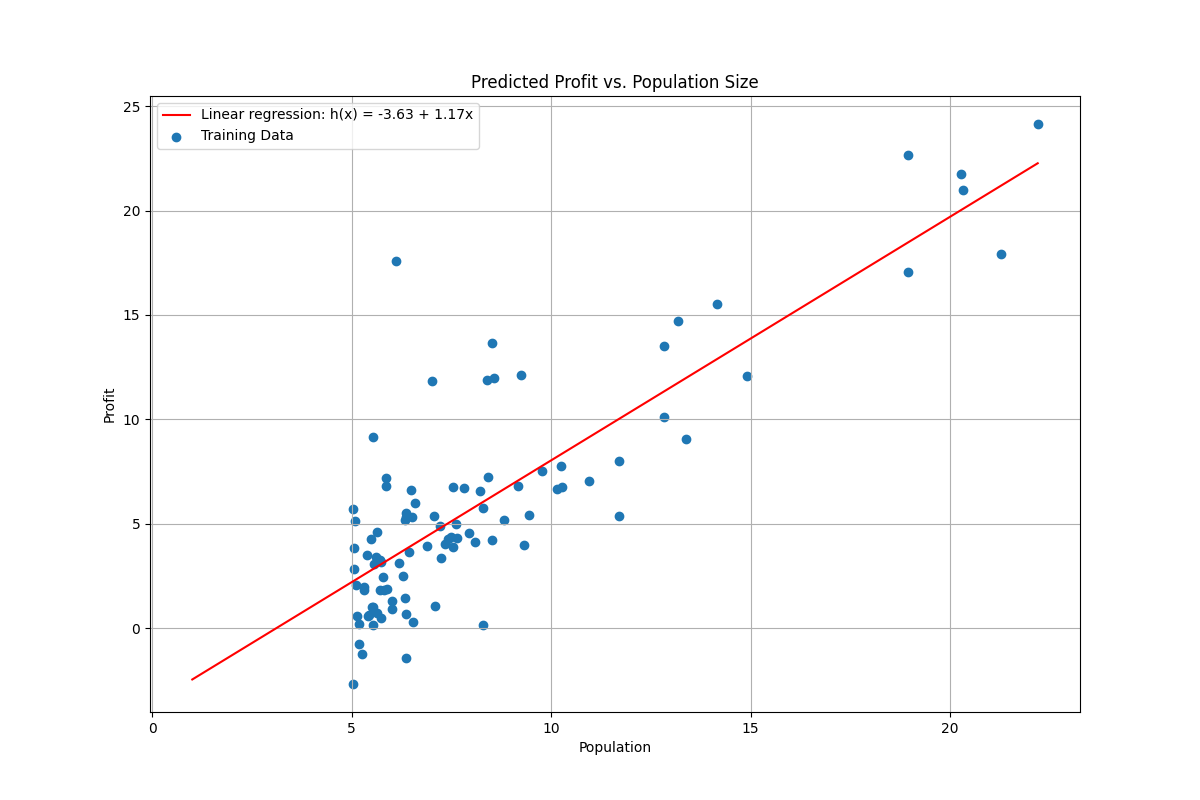 Predicted Profit vs. Population Size
Linear regression: h(x) = -3.63 + 1.17x
Training Data
25
20
15
10
5
0
Profit
0 5 10 15 20
Population